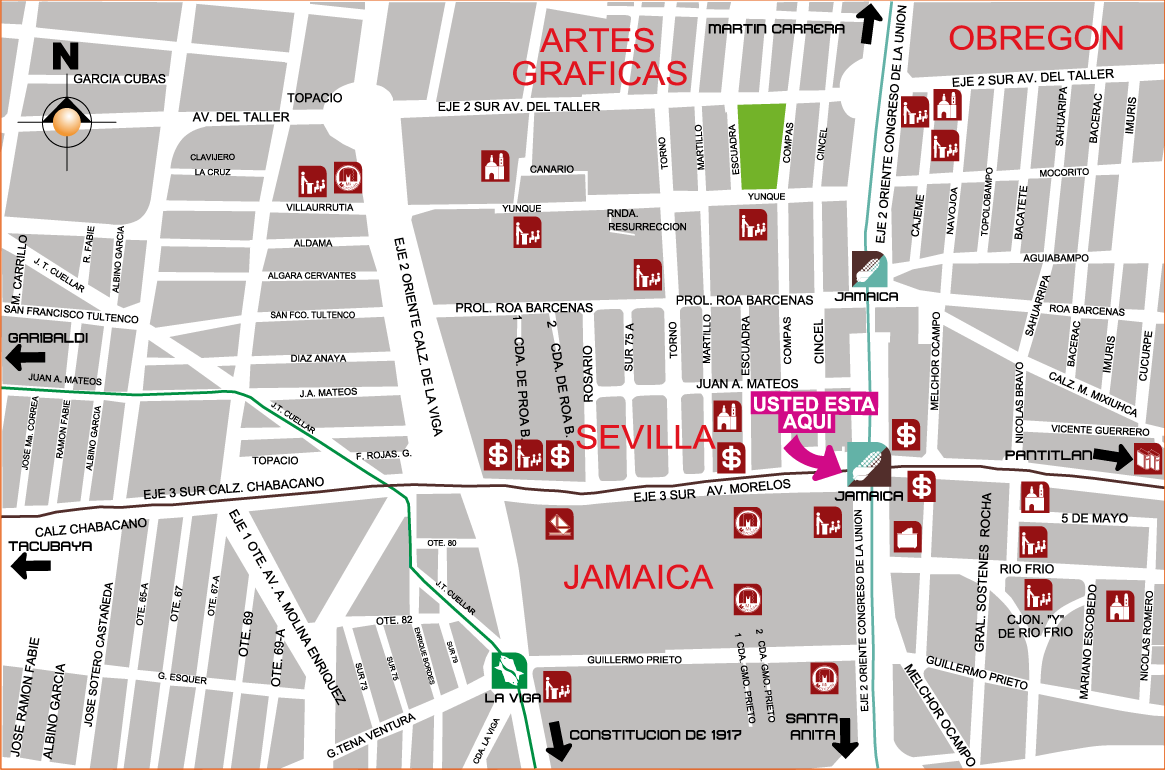 MARTIN CARRERA
EJE 2 ORIENTE CONGRESO DE LA UNION
ARTES
GRAFICAS
OBREGON
N
GARCIA CUBAS
TOPACIO
AV. DEL TALLER
EJE 2 SUR AV. DEL TALLER
EJE 2 SUR AV. DEL TALLER
SAHUARIPA
BACERAC
IMURIS
CLAVIJERO
LA CRUZ
CANARIO
TORNO
MARTILLO
ESCUADRA
COMPAS
CINCEL
MOCORITO
VILLAURRUTIA
YUNQUE
YUNQUE
RNDA.
RESURRECCION
CAJEME
NAVOJOA
TOPOLOBAMPO
BACATETE
R. FABIE
ALBINO GARCIA
ALDAMA
M. CARRILLO
J. T. CUELLAR
ALGARA CERVANTES
EJE 2 ORIENTE CALZ. DE LA VIGA
AGUIABAMPO
JAMAICA
SAN FRANCISCO TULTENCO
SAN FCO. TULTENCO
PROL. ROA BARCENAS
PROL. ROA BARCENAS
ROA BARCENAS
SAHUARRIPA
BACERAC
IMURIS
CUCURPE
1 CDA. DE PROA B.
2 CDA. DE ROA B.
ROSARIO
SUR 75 A
TORNO
MARTILLO
ESCUADRA
COMPAS
CINCEL
MELCHOR OCAMPO
GARIBALDI
DIAZ ANAYA
JUAN A. MATEOS
J.A. MATEOS
JUAN A. MATEOS
NICOLAS BRAVO
CALZ. M. MIXIUHCA
JOSE Ma. CORREA
RAMON FABIE
ALBINO GARCIA
J.T. CUELLAR
USTED ESTA
AQUI
SEVILLA
VICENTE GUERRERO
TOPACIO
F. ROJAS. G.
PANTITLAN
EJE 3 SUR CALZ. CHABACANO
EJE 3 SUR AV. MORELOS
JAMAICA
CALZ CHABACANO
EJE 1 OTE. AV. A. MOLINA ENRIQUEZ
EJE 2 ORIENTE CONGRESO DE LA UNION
GRAL. SOSTENES ROCHA
5 DE MAYO
TACUBAYA
OTE. 80
JAMAICA
RIO FRIO
J.T. CUELLAR
JOSE SOTERO CASTAÑEDA
OTE. 65-A
OTE. 67
OTE. 67-A
OTE. 69
OTE. 69-A
OTE. 82
SUR 73
SUR 75
ENRIQUE BORDES
SUR 79
CJON. "Y"
DE RIO FRIO
MARIANO ESCOBEDO
NICOLAS ROMERO
JOSE RAMON FABIE
ALBINO GARCIA
G. ESQUER
GUILLERMO PRIETO
1 CDA. GMO. PRIETO
2 CDA. GMO. PRIETO
GUILLERMO PRIETO
MELCHOR OCAMPO
LA VIGA
G.TENA VENTURA
CDA. LA VIGA
CONSTITUCION DE 1917
SANTA
ANITA